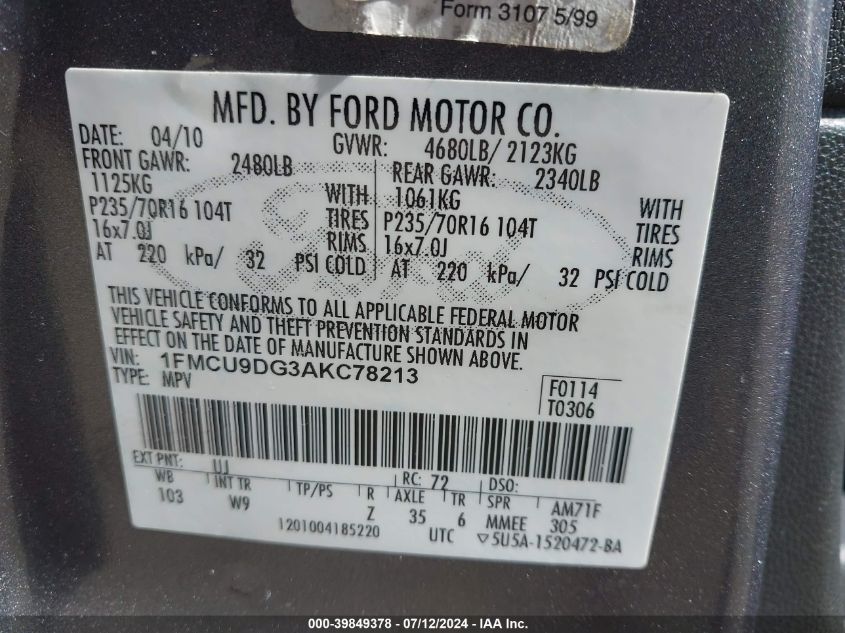 Form 3107 5/99
MFD. BY FORD MOTOR CO.
DATE: 04/10 GVWR: 4680LB/ 2123KG
FRONT GAWR: 2480LB REAR GAWR: 2340LB
1125KG WITH 1061KG WITH
P235/70R16 104T TIRES P235/70R16 104T TIRES
16x7.0J RIMS 16x7.0J RIMS
AT 220 kPa/ 32 PSI COLD AT 220 kPa/ 32 PSI COLD
THIS VEHICLE CONFORMS TO ALL APPLICABLE FEDERAL MOTOR
VEHICLE SAFETY AND THEFT PREVENTION STANDARDS IN
EFFECT ON THE DATE OF MANUFACTURE SHOWN ABOVE.
VIN: 1FMCU9DG3AKC78213
TYPE: MPV F0114
T0306
EXT PNT: UJ RC: 72 DSO:
WB INT TR TP/PS R AXLE TR SPR AM71F
103 W9 Z 35 6 MMEE 305
1201004185220 UTC ▽5U5A-1520472-BA
000-39849378 - 07/12/2024 - IAA Inc.